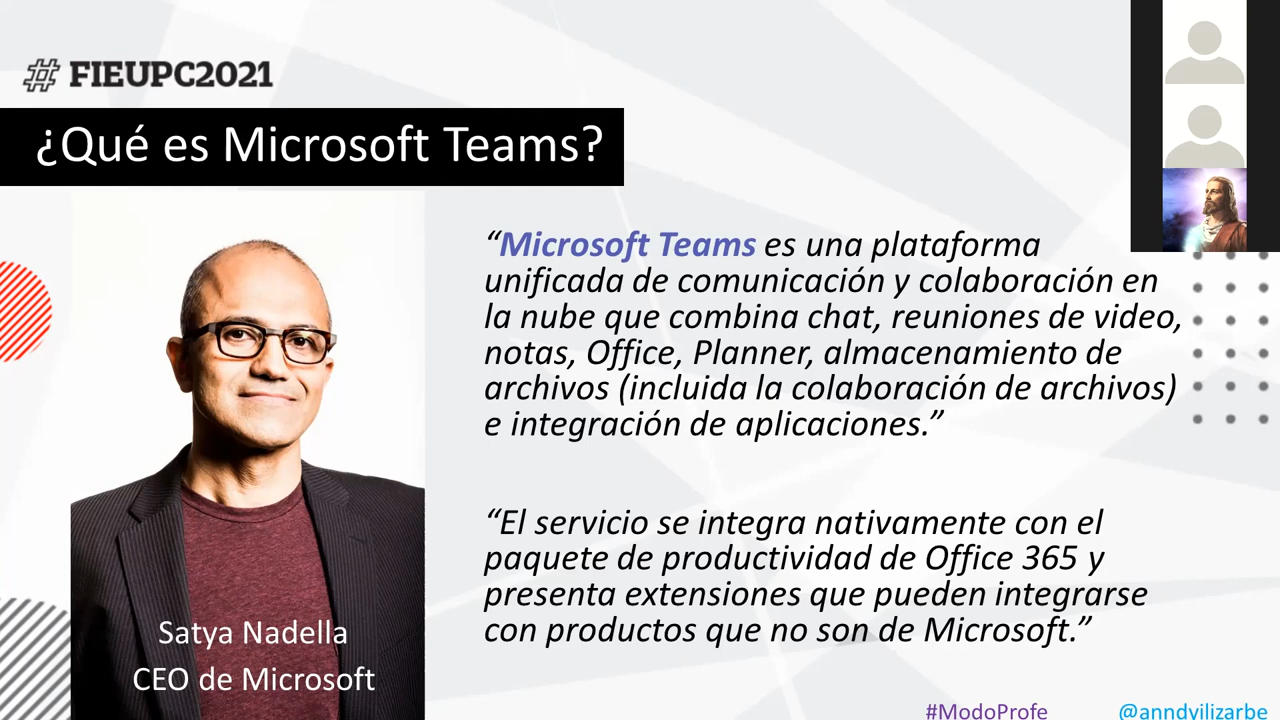 # FIEUPC2021
¿Qué es Microsoft Teams?
“Microsoft Teams es una plataforma
unificada de comunicación y colaboración en
la nube que combina chat, reuniones de video,
notas, Office, Planner, almacenamiento de
archivos (incluida la colaboración de archivos)
e integración de aplicaciones.”
“El servicio se integra nativamente con el
paquete de productividad de Office 365 y
presenta extensiones que pueden integrarse
con productos que no son de Microsoft.”
Satya Nadella
CEO de Microsoft
#ModoProfe
@anndvilizarbe